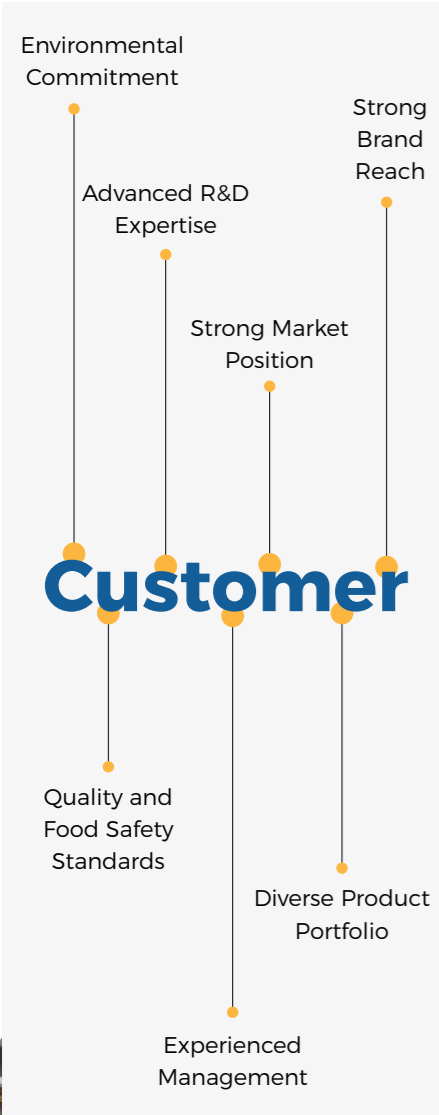 Environmental
Commitment
Strong
Brand
Reach
Advanced R&D
Expertise
Strong Market
Position
Customer
Quality and
Food Safety
Standards
Diverse Product
Portfolio
Experienced
Management